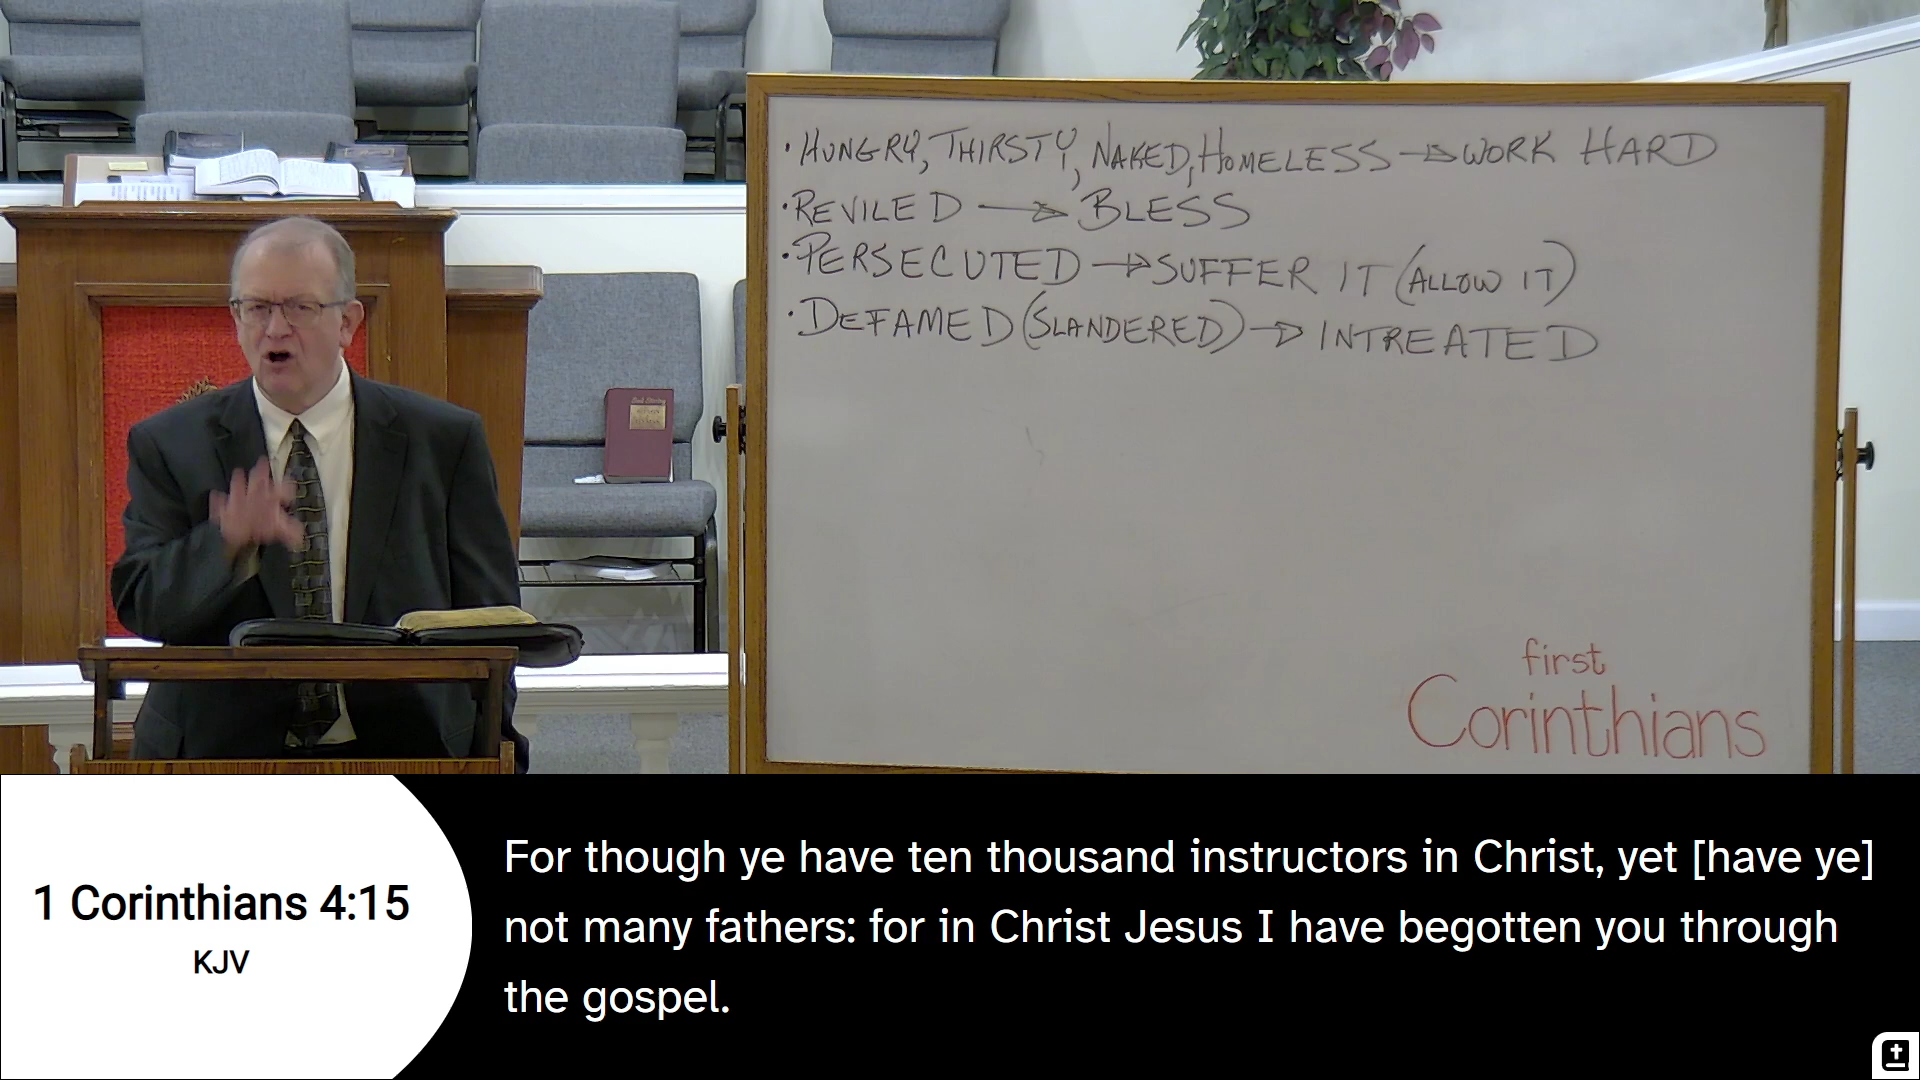 · HUNGRY, THIRSTY, NAKED, HOMELESS → WORK HARD
· REVILED → BLESS
· PERSECUTED → SUFFER IT (ALLOW IT)
· DEFAMED (SLANDERED) → INTREATED
first
Corinthians
1 Corinthians 4:15
KJV
For though ye have ten thousand instructors in Christ, yet [have ye]
not many fathers: for in Christ Jesus I have begotten you through
the gospel.